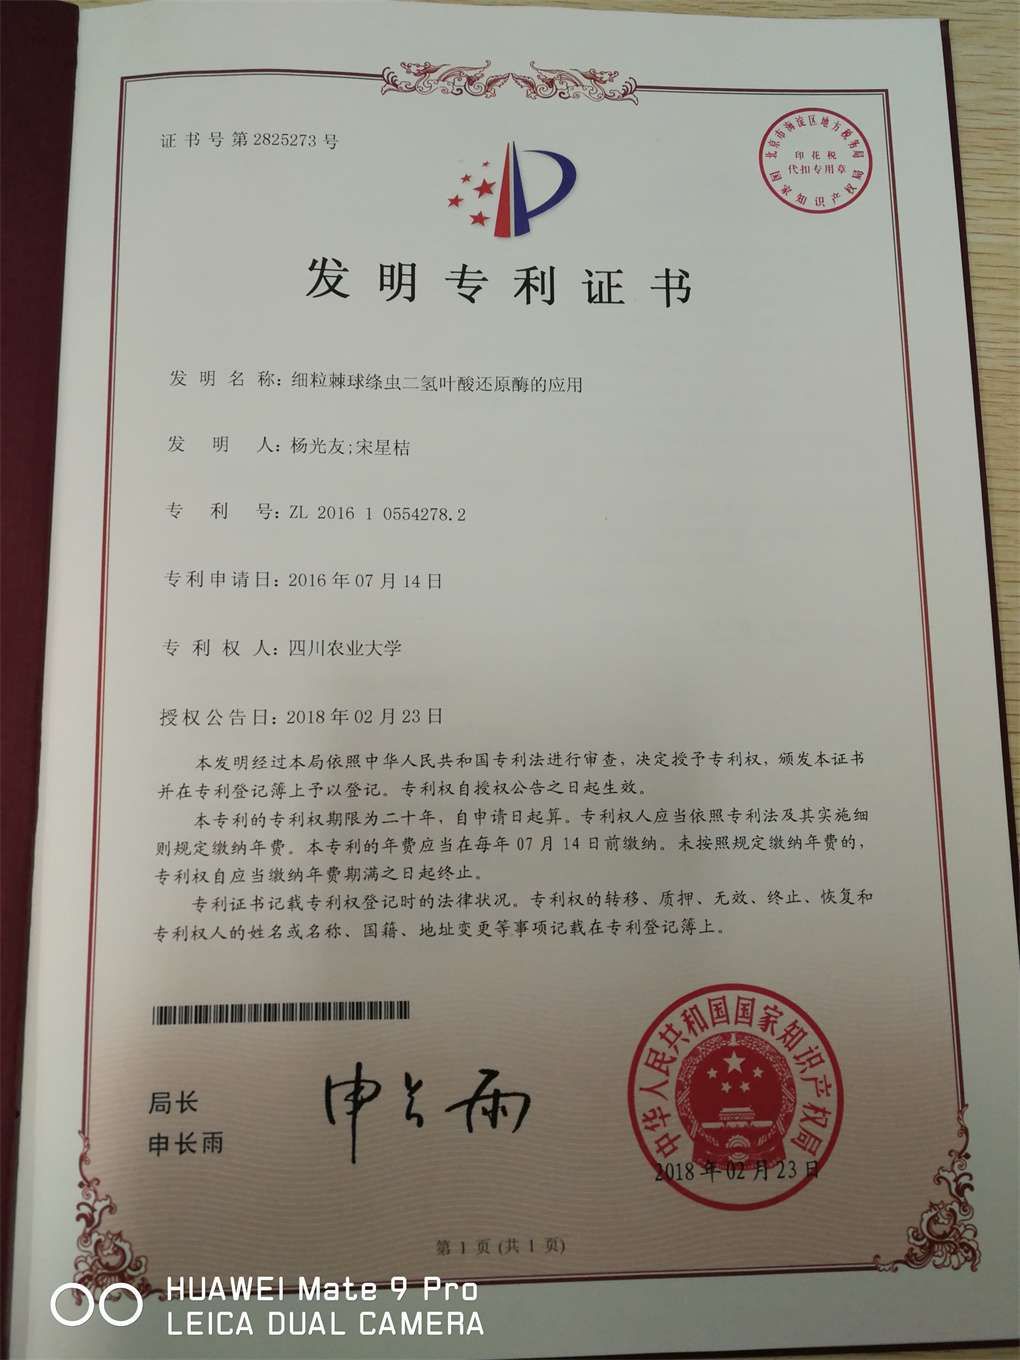 证书号第2825273号
北京市海淀区地方税务局
印花税
代扣专用章
国家知识产权局
发明专利证书
发明名称：细粒棘球绦虫二氢叶酸还原酶的应用
发明人：杨光友;宋星桔
专利号：ZL 2016 1 0554278.2
专利申请日：2016年07月14日
专利权人：四川农业大学
授权公告日：2018年02月23日
本发明经过本局依照中华人民共和国专利法进行审查，决定授予专利权，颁发本证书
并在专利登记簿上予以登记。专利权自授权公告之日起生效。
本专利的专利权期限为二十年，自申请日起算。专利权人应当依照专利法及其实施细
则规定缴纳年费。本专利的年费应当在每年07月14日前缴纳。未按照规定缴纳年费的，
专利权自应当缴纳年费期满之日起终止。
专利证书记载专利权登记时的法律状况。专利权的转移、质押、无效、终止、恢复和
专利权人的姓名或名称、国籍、地址变更等事项记载在专利登记簿上。
局长
申长雨
申长雨
中华人民共和国国家知识产权局
2018年02月23日
第1页(共1页)
HUAWEI Mate 9 Pro
LEICA DUAL CAMERA